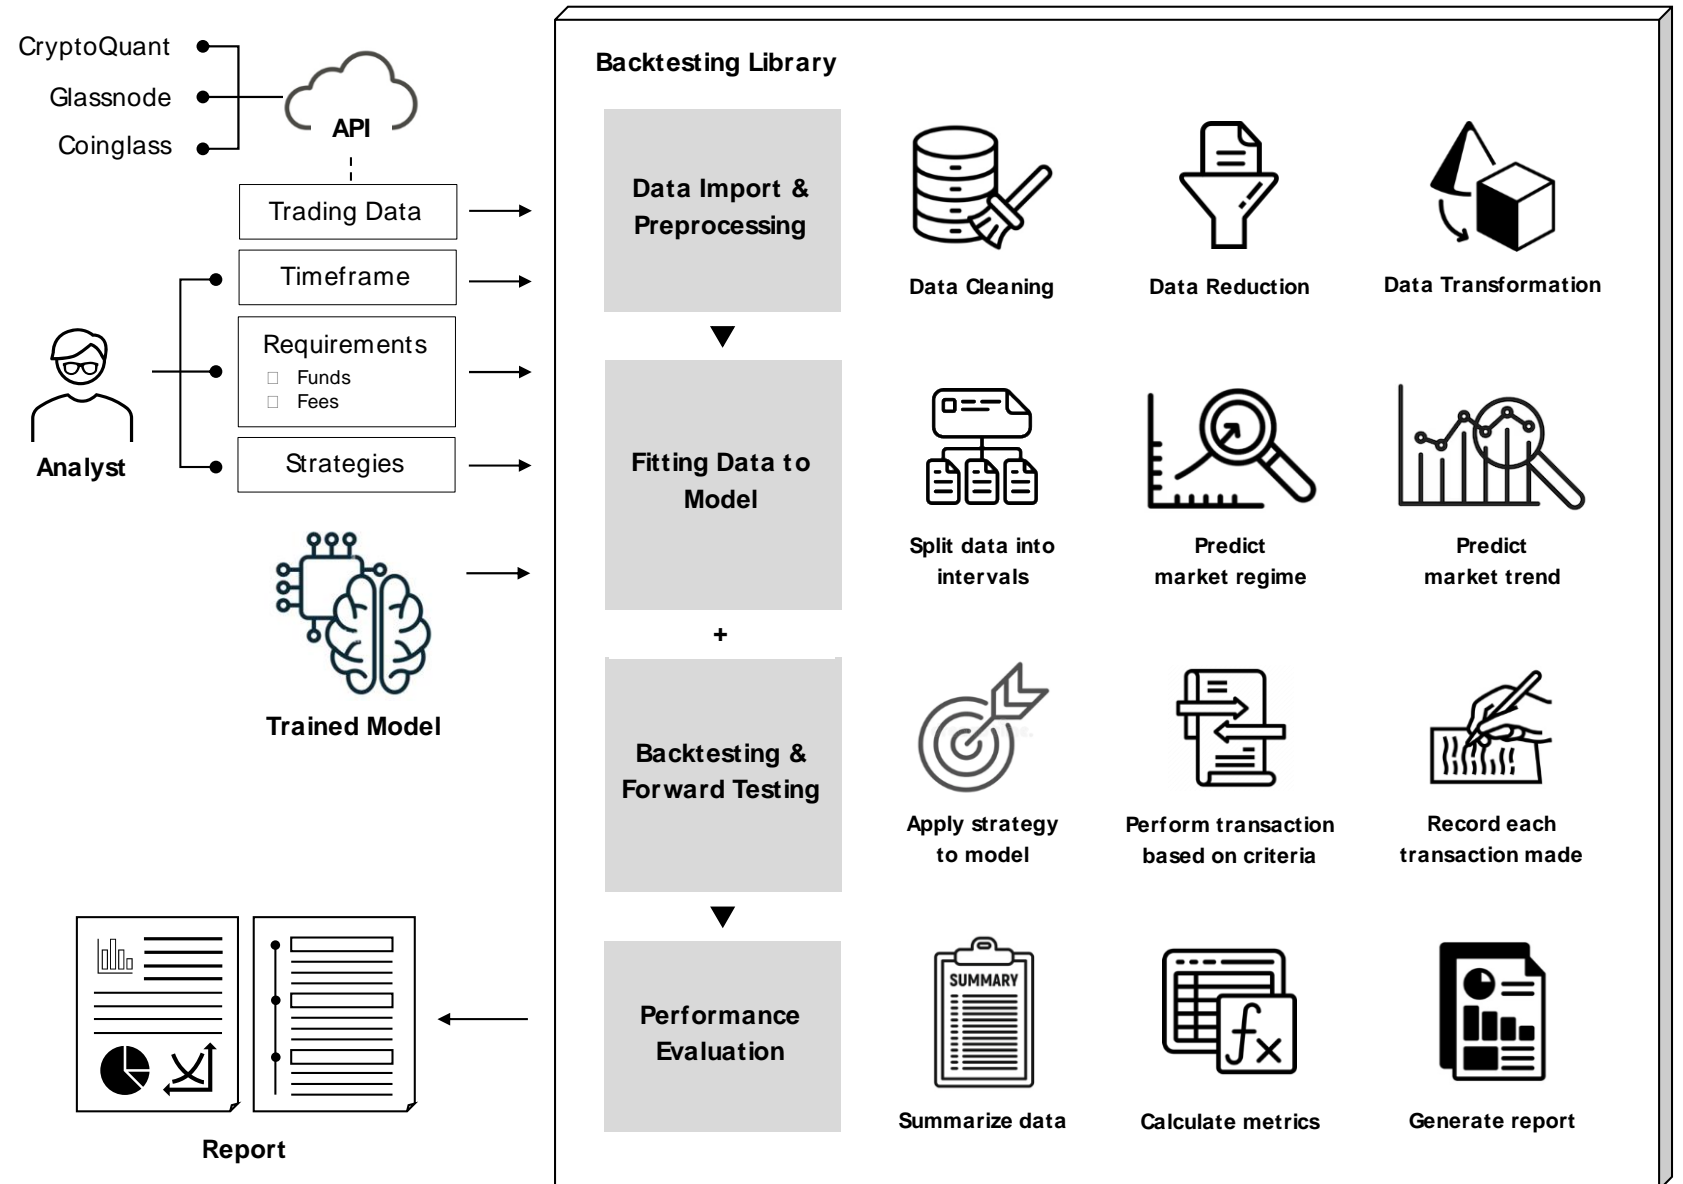 CryptoQuant
Glassnode
Coinglass
API
Trading Data
Timeframe
Requirements
Funds
Fees
Strategies
Analyst
Trained Model
Report
Backtesting Library
Data Import &
Preprocessing
Data Cleaning
Data Reduction
Data Transformation
Fitting Data to
Model
Split data into
intervals
Predict
market regime
Predict
market trend
+
Backtesting &
Forward Testing
Apply strategy
to model
Perform transaction
based on criteria
Record each
transaction made
Performance
Evaluation
SUMMARY
fx
Summarize data
Calculate metrics
Generate report